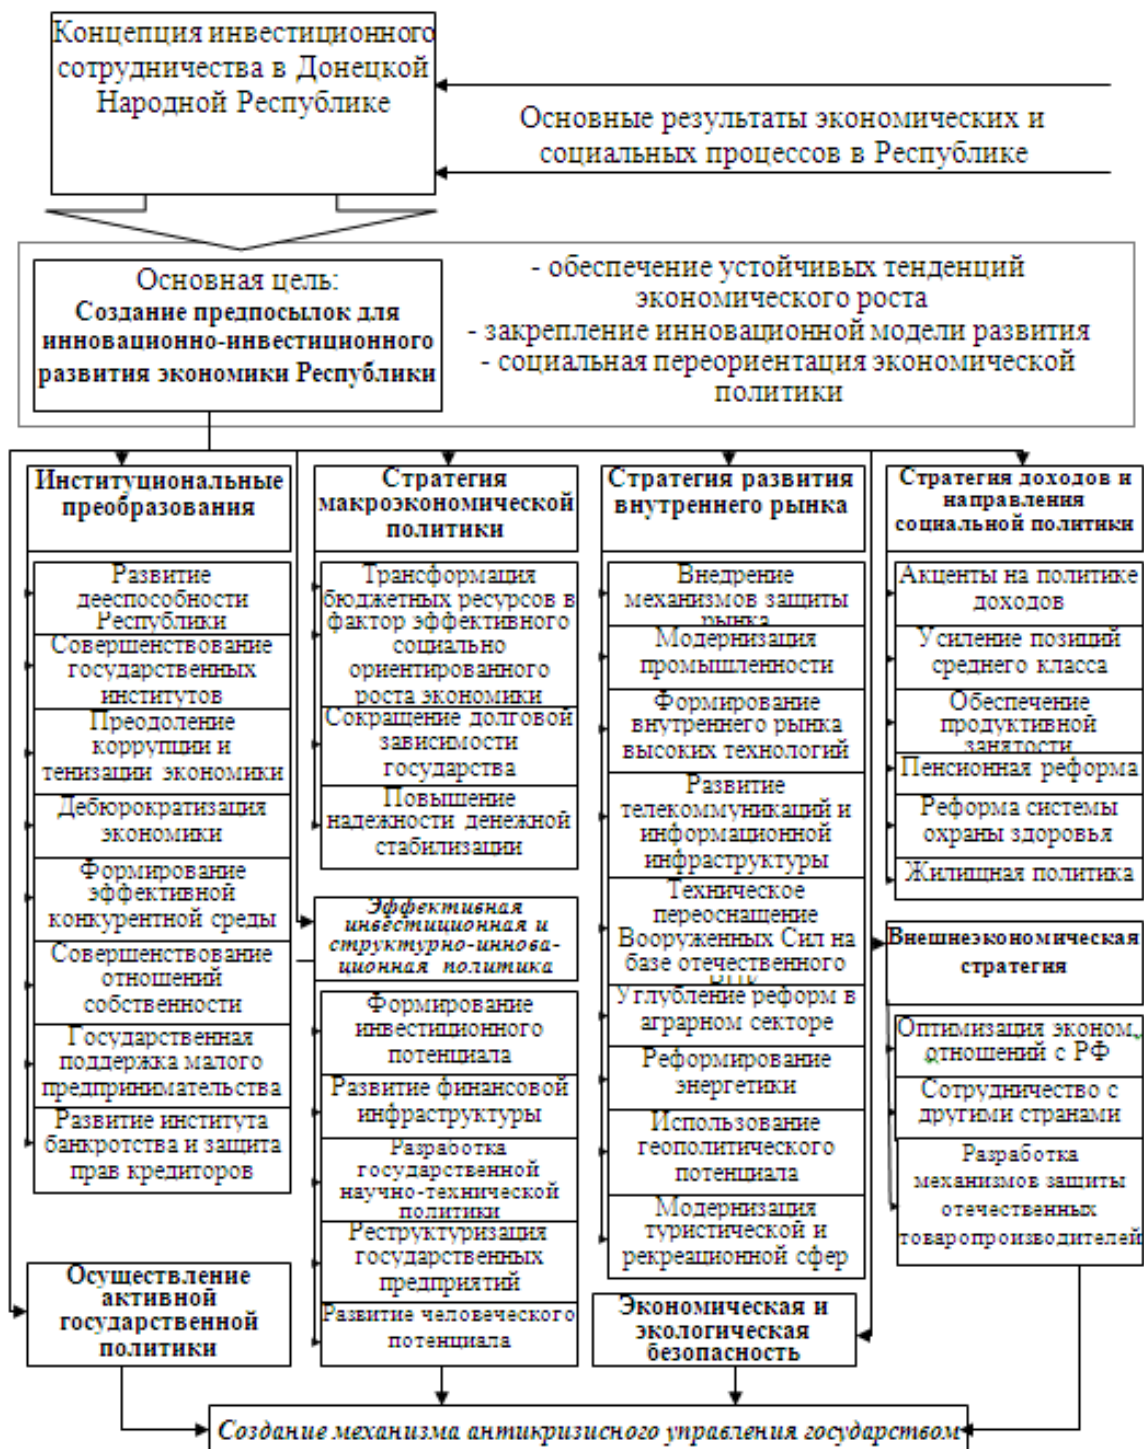 Концепция инвестиционного
сотрудничества в Донецкой
Народной Республике
Основные результаты экономических и
социальных процессов в Республике
Основная цель:
Создание предпосылок для
инновационно-инвестиционного
развития экономики Республики
- обеспечение устойчивых тенденций
экономического роста
- закрепление инновационной модели развития
- социальная переориентация экономической
политики
Институциональные
преобразования
Развитие
дееспособности
Республики
Совершенствование
государственных
институтов
Преодоление
коррупции и
тенизации экономики
Дебюрократизация
экономики
Формирование
эффективной
конкурентной среды
Совершенствование
отношений
собственности
Государственная
поддержка малого
предпринимательства
Развитие института
банкротства и защита
прав кредиторов
Осуществление
активной
государственной
политики
Стратегия
макроэкономической
политики
Трансформация
бюджетных ресурсов в
фактор эффективного
социально
ориентированного
роста экономики
Сокращение долговой
зависимости
государства
Повышение
надежности денежной
стабилизации
Эффективная
инвестиционная и
структурно-иннова-
ционная политика
Формирование
инвестиционного
потенциала
Развитие финансовой
инфраструктуры
Разработка
государственной
научно-технической
политики
Реструктуризация
государственных
предприятий
Развитие человеческого
потенциала
Стратегия развития
внутреннего рынка
Внедрение
механизмов защиты
рынка
Модернизация
промышленности
Формирование
внутреннего рынка
высоких технологий
Развитие
телекоммуникаций и
информационной
инфраструктуры
Техническое
переоснащение
Вооруженных Сил на
базе отечественного
Углубление реформ в
аграрном секторе
Реформирование
энергетики
Использование
геополитического
потенциала
Модернизация
туристической и
рекреационной сфер
Экономическая и
экологическая
безопасность
Стратегия доходов и
направления
социальной политики
Акценты на политике
доходов
Усиление позиций
среднего класса
Обеспечение
продуктивной
занятости
Пенсионная реформа
Реформа системы
охраны здоровья
Жилищная политика
Внешнеэкономическая
стратегия
Оптимизация эконом.
отношений с РФ
Сотрудничество с
другими странами
Разработка
механизмов защиты
отечественных
товаропроизводителей
Создание механизма антикризисного управления государством